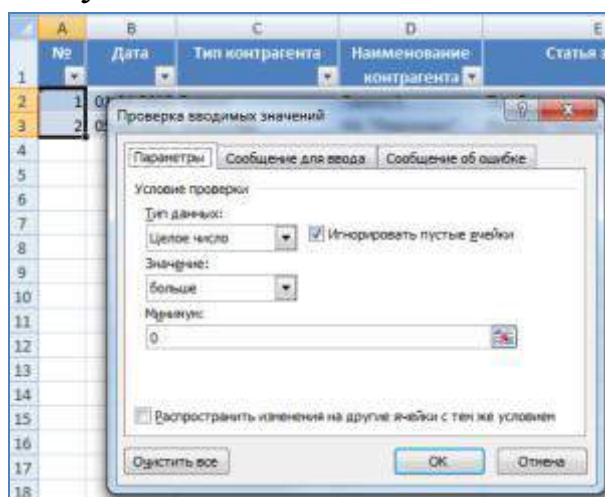 A B C D E
№ Дата Тип контрагента Наименование контрагента Статья
1
2 1
3 2
4
5
6
7
8
9
10
11
12
13
14
15
16
17
18
Проверка вводимых значений
Параметры Сообщение для ввода Сообщение об ошибке
Условие проверки
Тип данных:
Целое число Игнорировать пустые ячейки
Значение:
больше
Минимум:
0
Распространить изменения на другие ячейки с тем же условием
Очистить все ОК Отмена